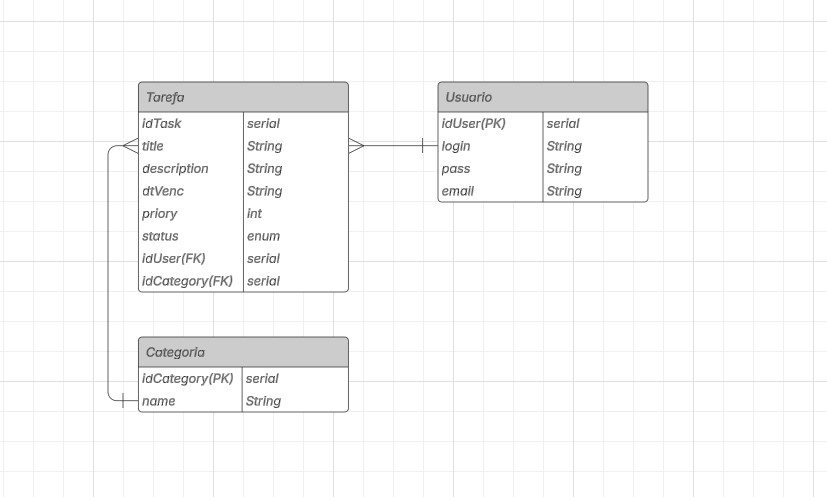 Tarefa
idTask serial
title String
description String
dtVenc String
priory int
status enum
idUser(FK) serial
idCategory(FK) serial
Usuario
idUser(PK) serial
login String
pass String
email String
Categoria
idCategory(PK) serial
name String